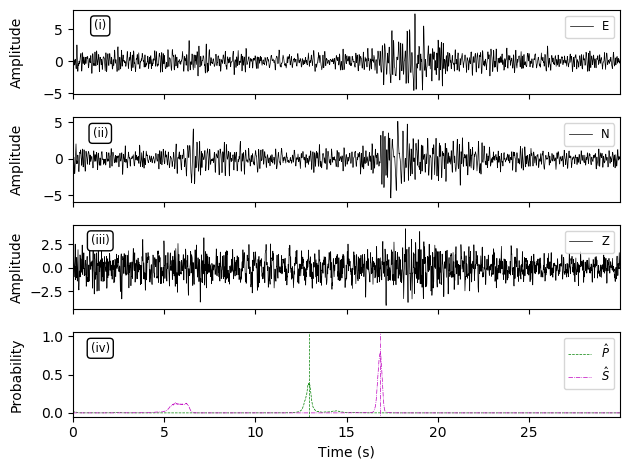 (i)
E
Amplitude
5
0
−5
(ii)
N
Amplitude
5
0
−5
(iii)
Z
Amplitude
2.5
0.0
−2.5
(iv)
P̂
Ŝ
Probability
1.0
0.5
0.0
0 5 10 15 20 25
Time (s)